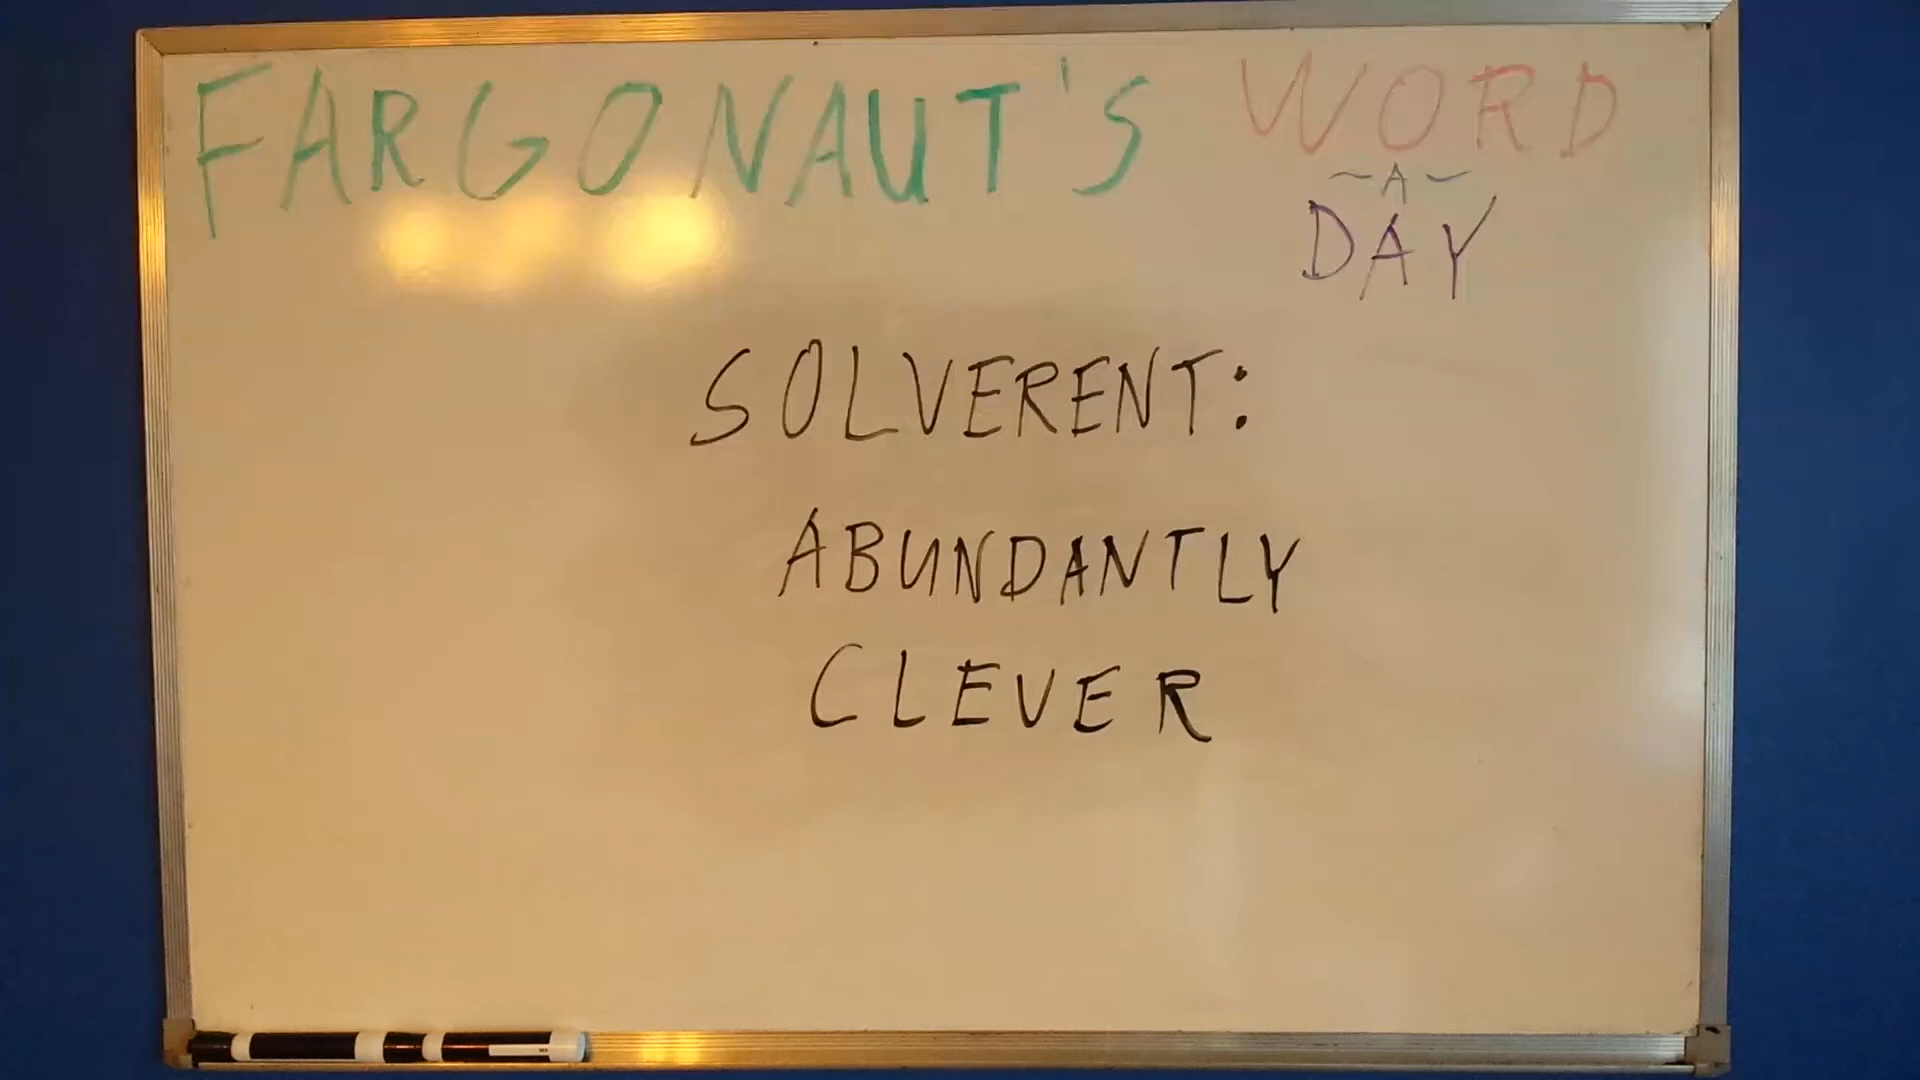 FARGONAUT'S WORD
~A~
DAY
SOLVERENT:
ABUNDANTLY
CLEVER